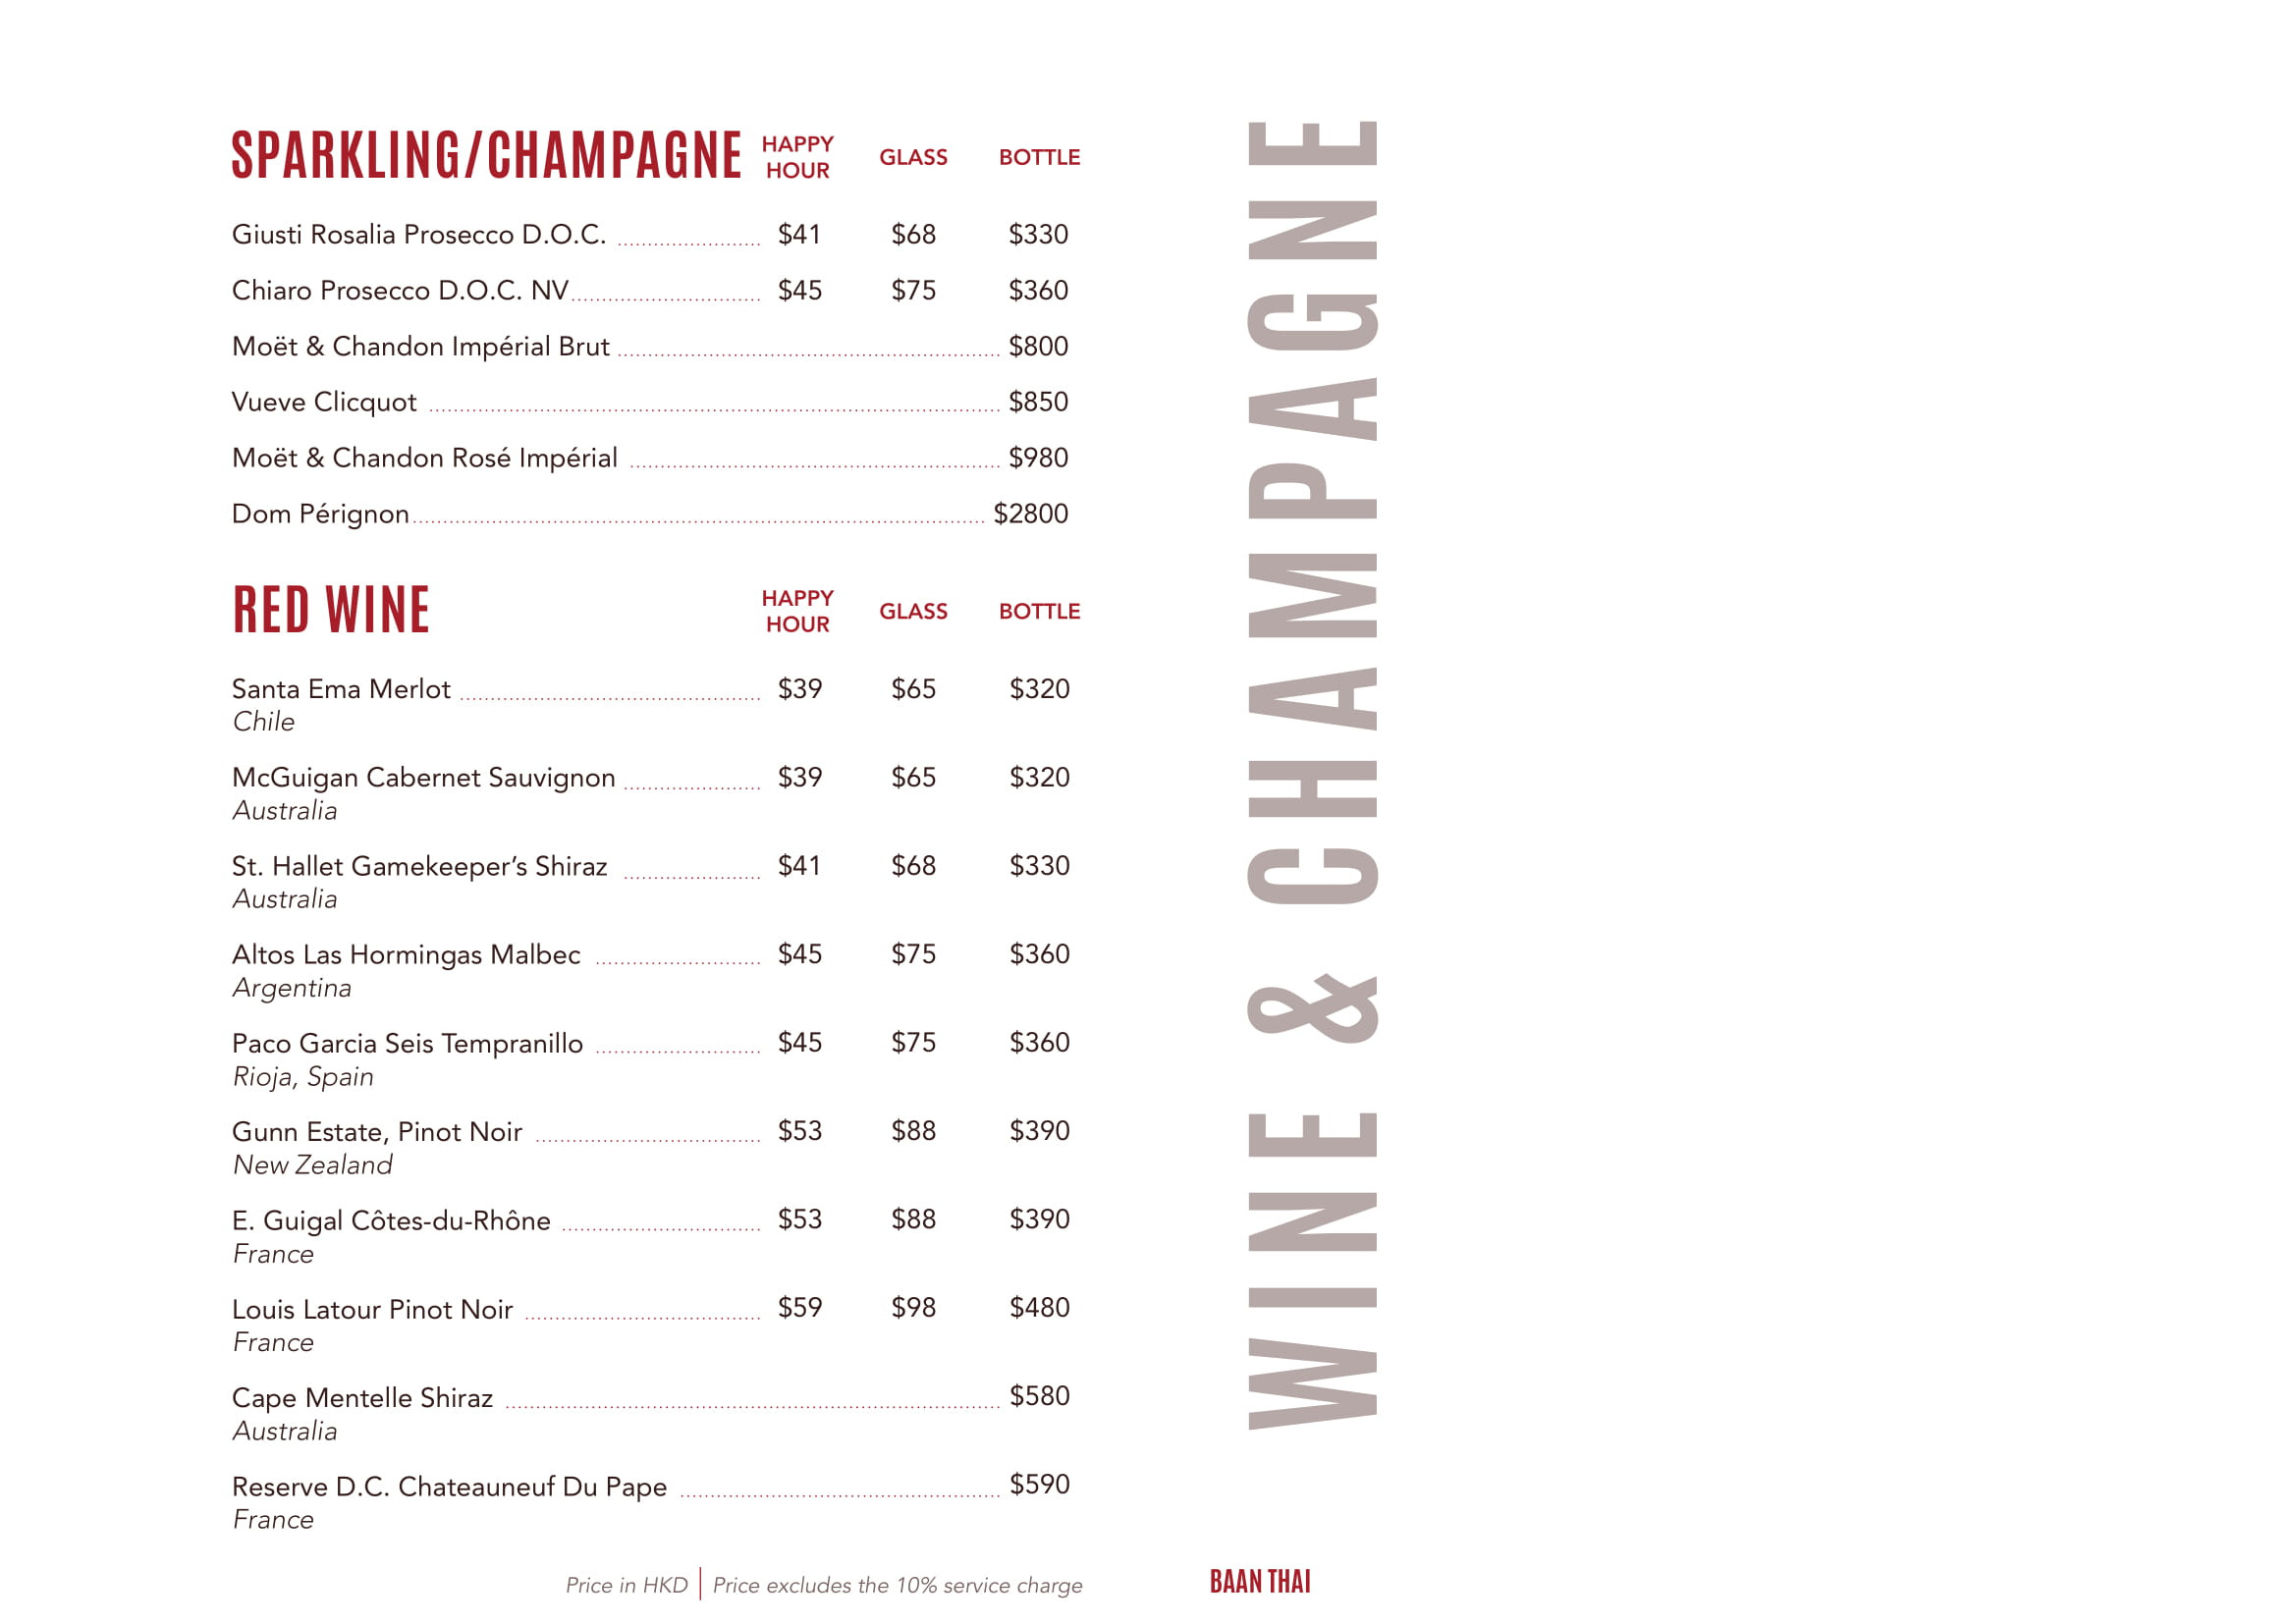 SPARKLING/CHAMPAGNE HAPPY HOUR GLASS BOTTLE
Giusti Rosalia Prosecco D.O.C. $41 $68 $330
Chiaro Prosecco D.O.C. NV $45 $75 $360
Moët & Chandon Impérial Brut $800
Vueve Clicquot $850
Moët & Chandon Rosé Impérial $980
Dom Pérignon $2800
RED WINE HAPPY HOUR GLASS BOTTLE
Santa Ema Merlot $39 $65 $320
Chile
McGuigan Cabernet Sauvignon $39 $65 $320
Australia
St. Hallet Gamekeeper’s Shiraz $41 $68 $330
Australia
Altos Las Hormingas Malbec $45 $75 $360
Argentina
Paco Garcia Seis Tempranillo $45 $75 $360
Rioja, Spain
Gunn Estate, Pinot Noir $53 $88 $390
New Zealand
E. Guigal Côtes-du-Rhône $53 $88 $390
France
Louis Latour Pinot Noir $59 $98 $480
France
Cape Mentelle Shiraz $580
Australia
Reserve D.C. Chateauneuf Du Pape $590
France
Price in HKD | Price excludes the 10% service charge
WINE & CHAMPAGNE
BAAN THAI